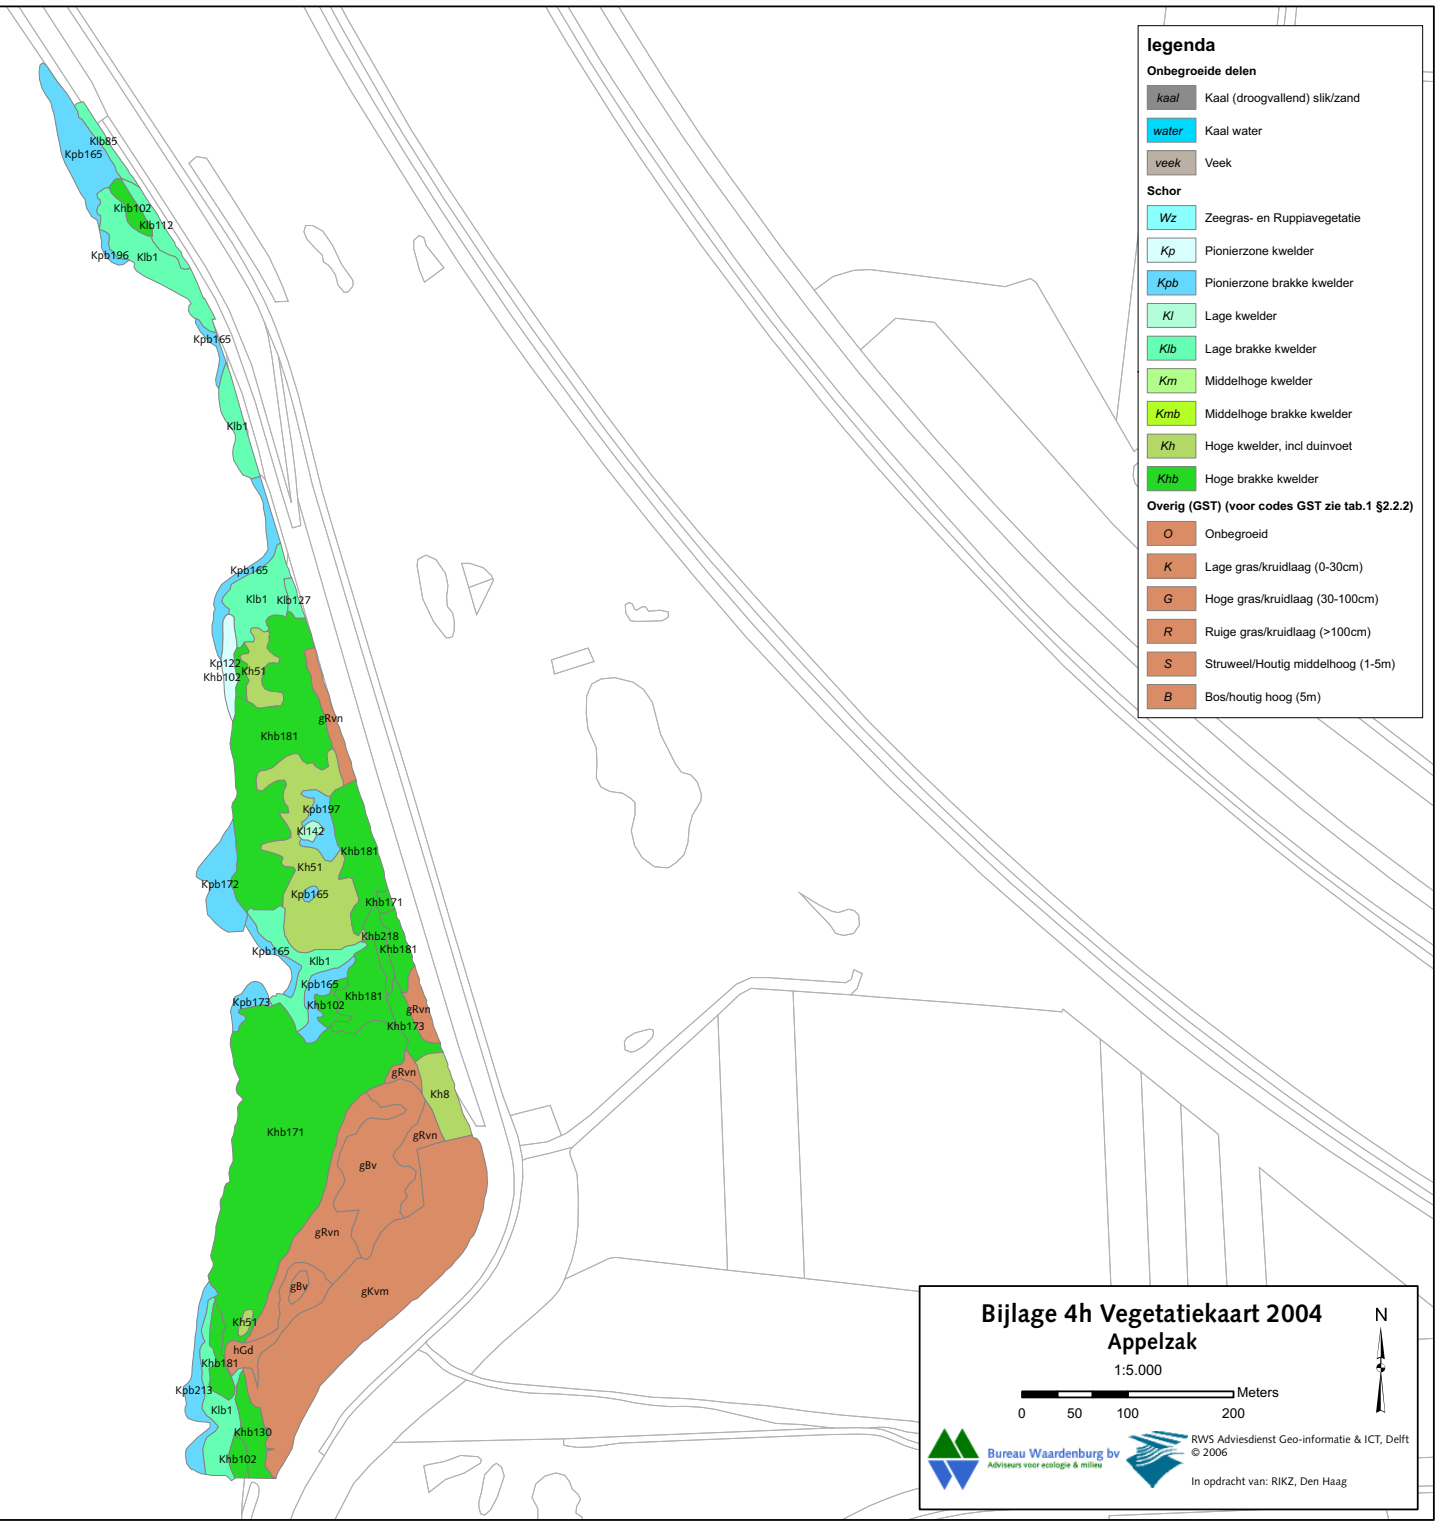 legenda
Onbegroeide delen
kaal Kaal (droogvallend) slik/zand
water Kaal water
veek Veek
Schor
Wz Zeegras- en Ruppiavegetatie
Kp Pionierzone kwelder
Kpb Pionierzone brakke kwelder
Kl Lage kwelder
Klb Lage brakke kwelder
Km Middelhoge kwelder
Kmb Middelhoge brakke kwelder
Kh Hoge kwelder, incl duinvoet
Khb Hoge brakke kwelder
Overig (GST) (voor codes GST zie tab.1 §2.2.2)
O Onbegroeid
K Lage gras/kruidlaag (0-30cm)
G Hoge gras/kruidlaag (30-100cm)
R Ruige gras/kruidlaag (>100cm)
S Struweel/Houtig middelhoog (1-5m)
B Bos/houtig hoog (5m)
Klb85
Kpb165
Khb102
Klb112
Kpb196
Klb1
Kpb165
Klb1
Kpb165
Klb1
Klb127
Kp122
Kh51
Khb102
gRvn
Khb181
Kpb197
Kl142
Khb181
Kh51
Kpb172
Kpb165
Khb171
Khb218
Khb181
Kpb165
Klb1
Kpb165
Khb181
Kpb173
Khb102
gRvn
Khb173
gRvn
Kh8
Khb171
gRvn
gBv
gRvn
gBv
gKvm
Kh51
hGd
Khb181
Kpb213
Klb1
Khb130
Khb102
Bijlage 4h Vegetatiekaart 2004
Appelzak
N
1:5.000
Meters
0 50 100 200
Bureau Waardenburg bv
Adviseurs voor ecologie & milieu
RWS Adviesdienst Geo-informatie & ICT, Delft
© 2006
In opdracht van: RIKZ, Den Haag